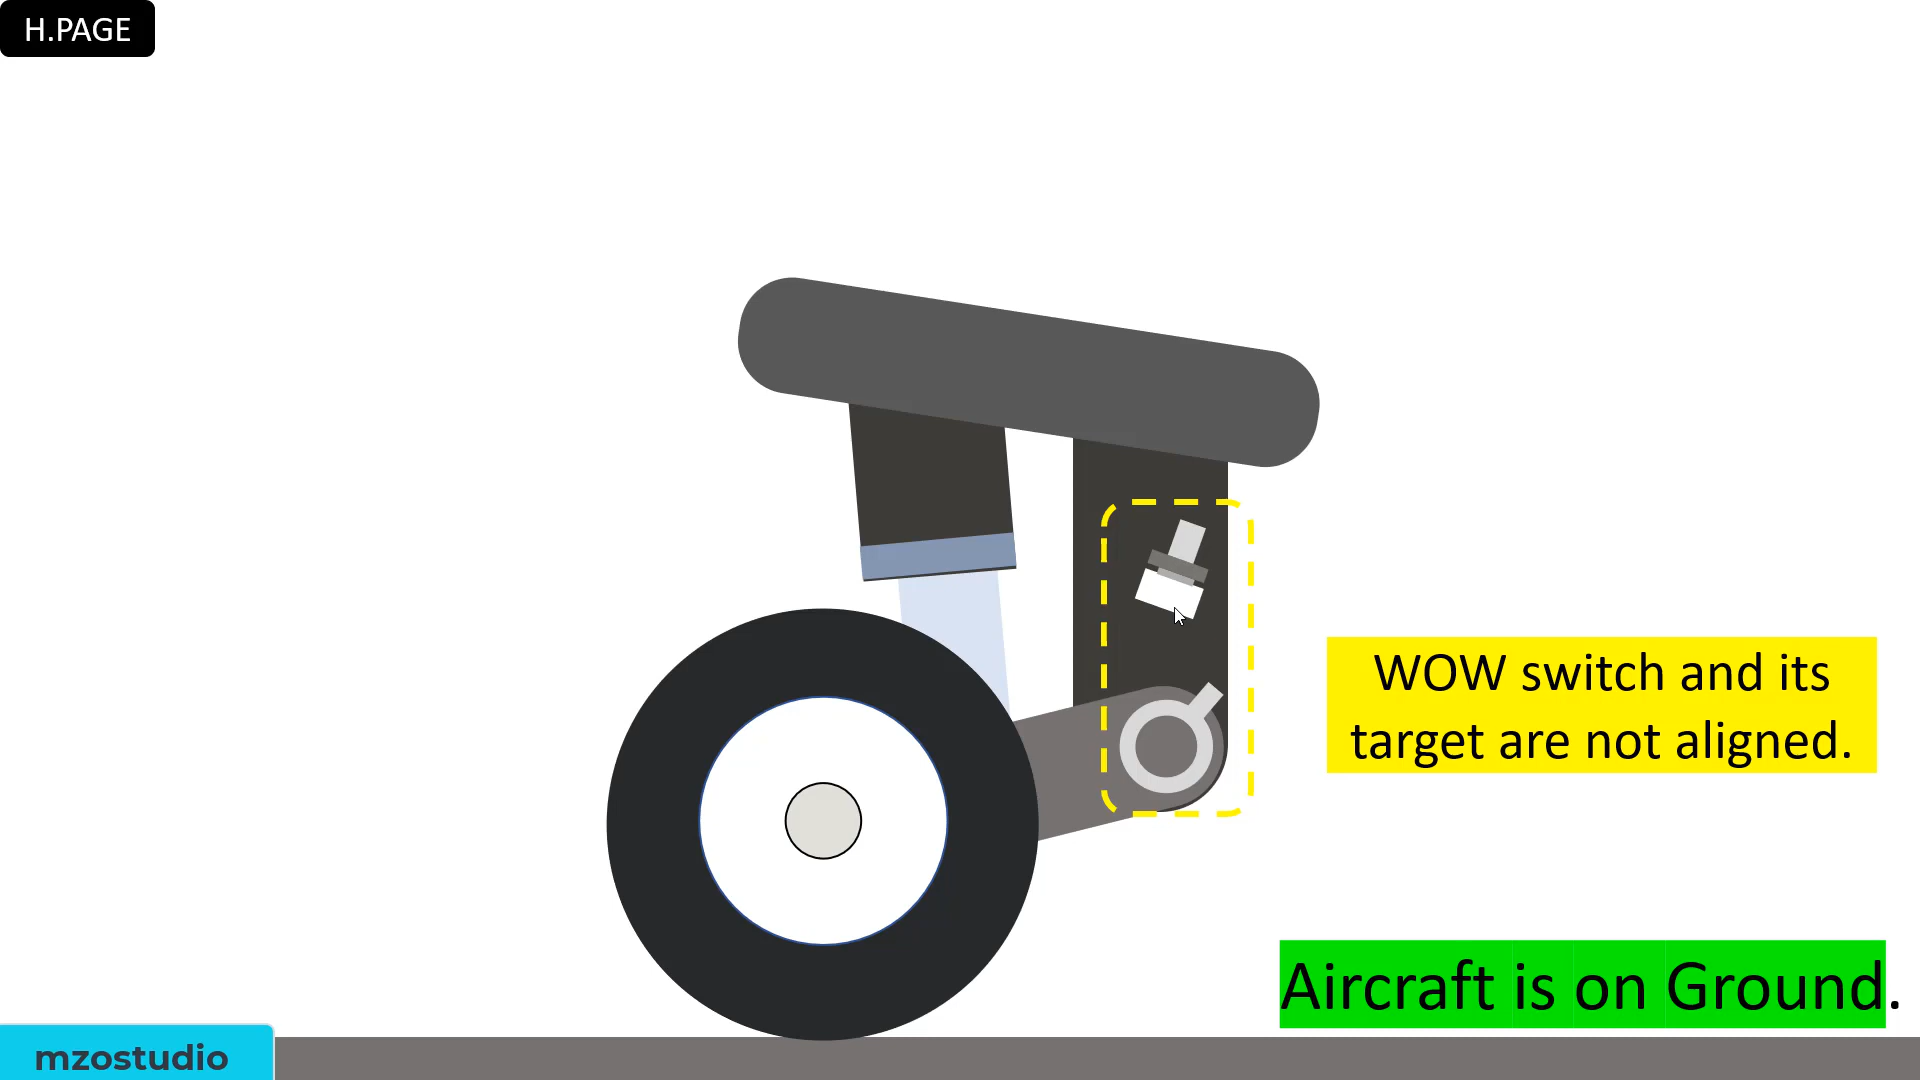 H.PAGE
WOW switch and its
target are not aligned.
Aircraft is on Ground.
mzostudio